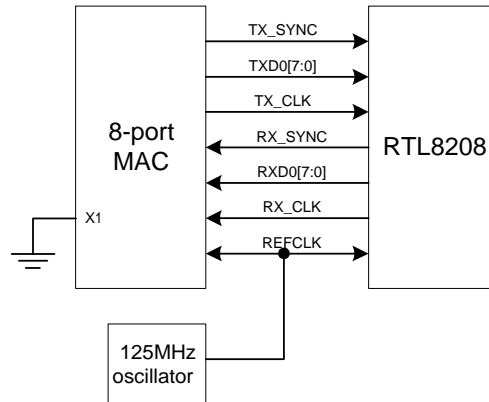 TX_SYNC
TXD0[7:0]
TX_CLK
RX_SYNC
RXD0[7:0]
RX_CLK
REFCLK
8-port
MAC
X1
RTL8208
125MHz
oscillator